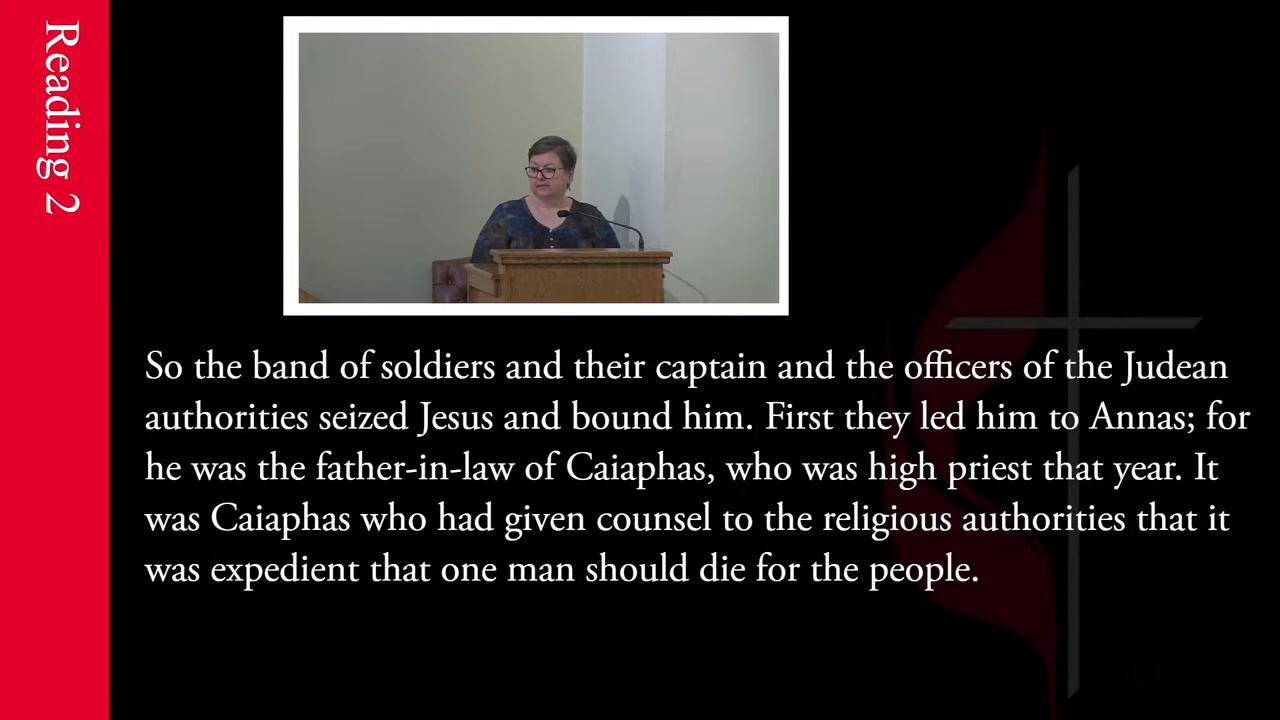 Reading 2
So the band of soldiers and their captain and the officers of the Judean
authorities seized Jesus and bound him. First they led him to Annas; for
he was the father-in-law of Caiaphas, who was high priest that year. It
was Caiaphas who had given counsel to the religious authorities that it
was expedient that one man should die for the people.